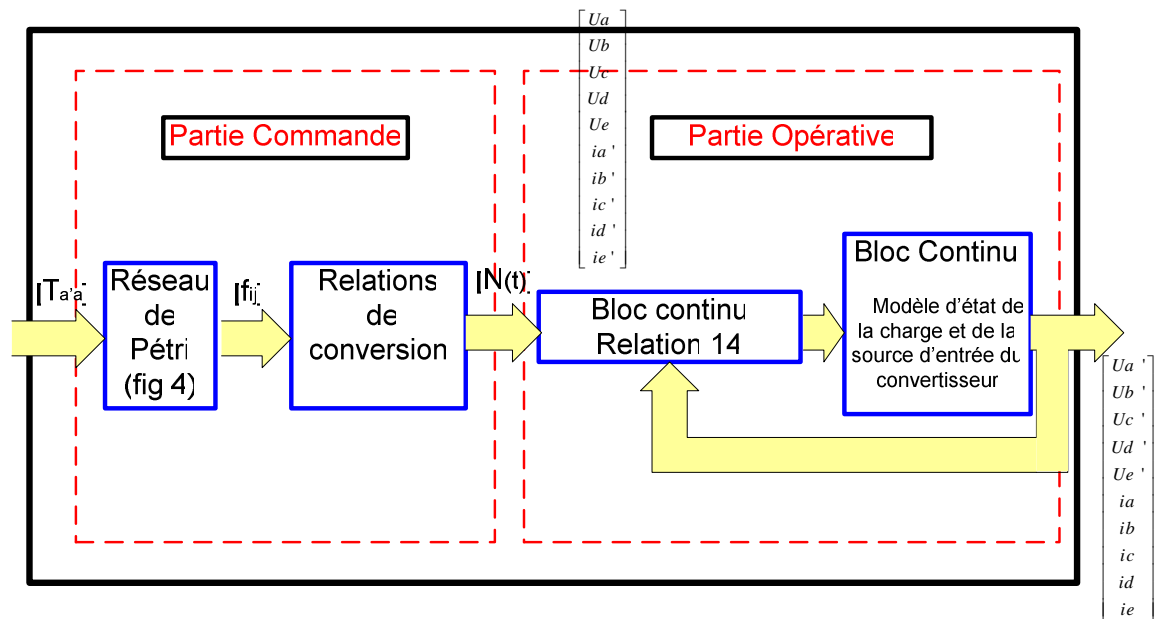 Ua
Ub
Uc
Ud
Ue
ia '
ib '
ic '
id '
ie '
Partie Commande
Partie Opérative
[Ta'a]
Réseau
de
Pétri
(fig 4)
[fij]
Relations
de
conversion
[N(t)]
Bloc continu
Relation 14
Bloc Continu
Modèle d'état de
la charge et de la
source d'entrée du
convertisseur
Ua '
Ub '
Uc '
Ud '
Ue '
ia
ib
ic
id
ie